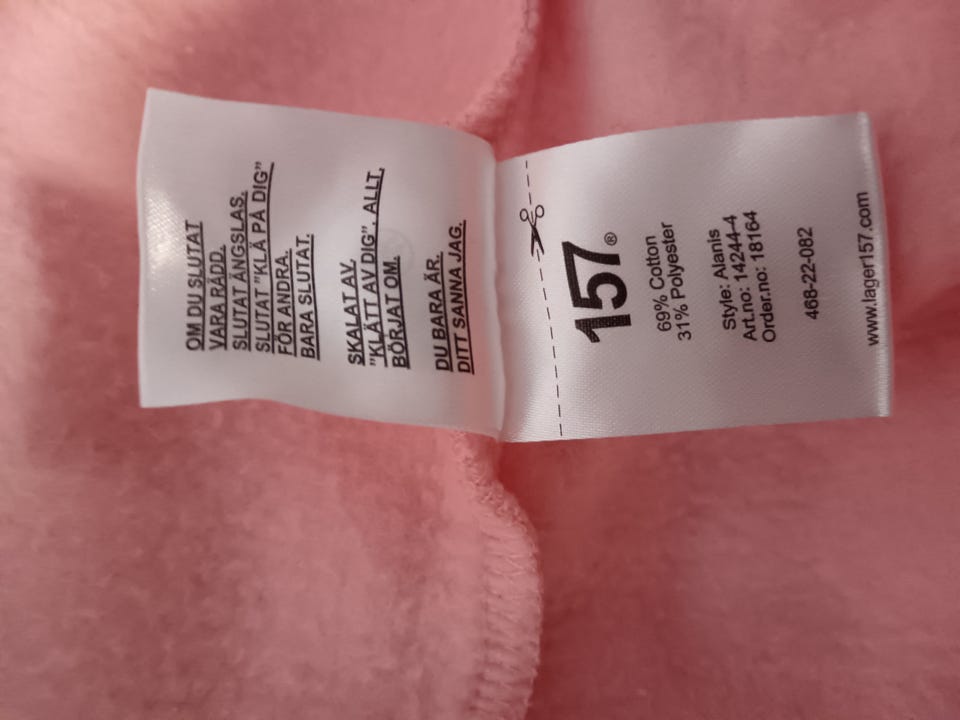 OM DU SLUTAT
VARA RÄDD.
SLUTAT ÄNGSLAS.
SLUTAT "KLÄ PÅ DIG"
FÖR ANDRA.
BARA SLUTAT.
SKALAT AV.
"KLÄTT AV DIG". ALLT.
BÖRJAT OM.
DU BARA ÄR.
DITT SANNA JAG.
157®
69% Cotton
31% Polyester
Style: Alanis
Art.no: 14244-4
Order.no: 18164
468-22-082
www.lager157.com